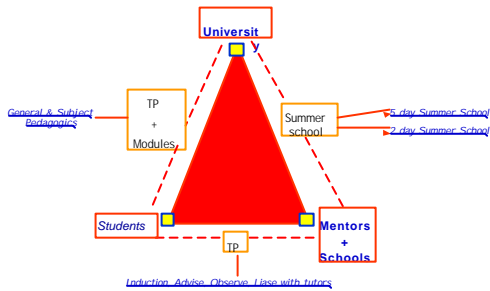 University
TP
+
Modules
General & Subject
Pedagogics
Summer
school
5 day Summer School
2 day Summer School
Students
TP
Mentors
+
Schools
Induction, Advise, Observe, Liase with tutors